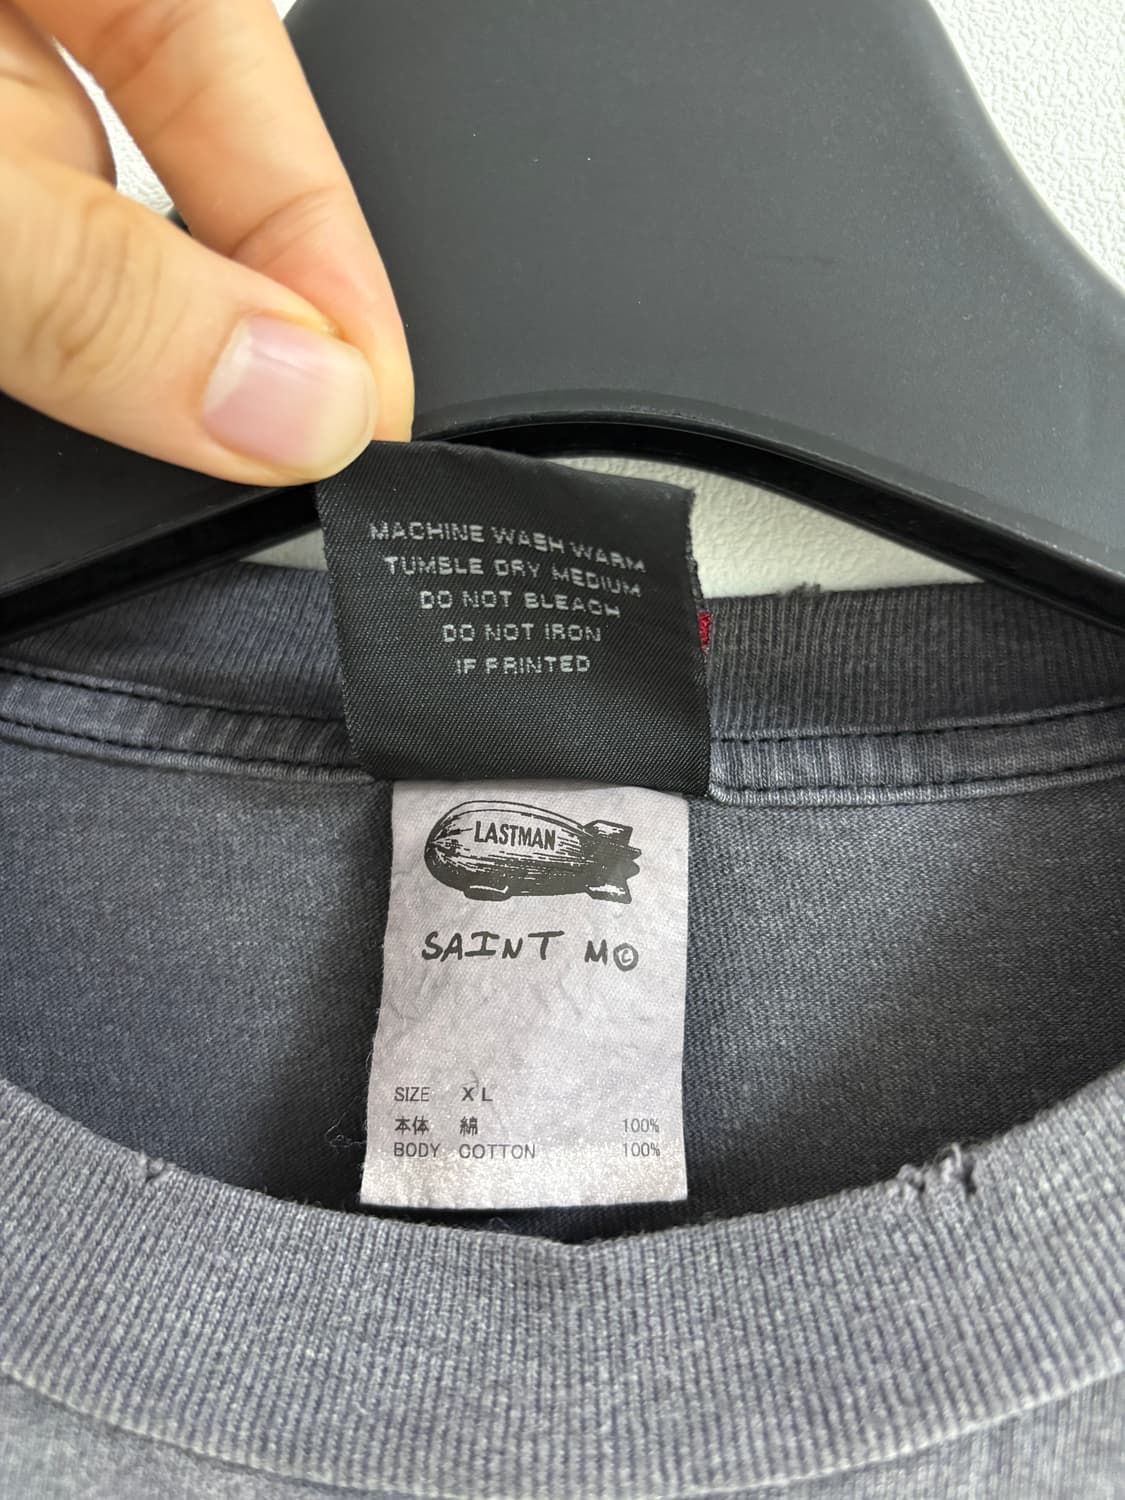 MACHINE WASH WARM
TUMBLE DRY MEDIUM
DO NOT BLEACH
DO NOT IRON
IF PRINTED
LASTMAN
SAINT M©
SIZE XL
本体 綿 100%
BODY COTTON 100%